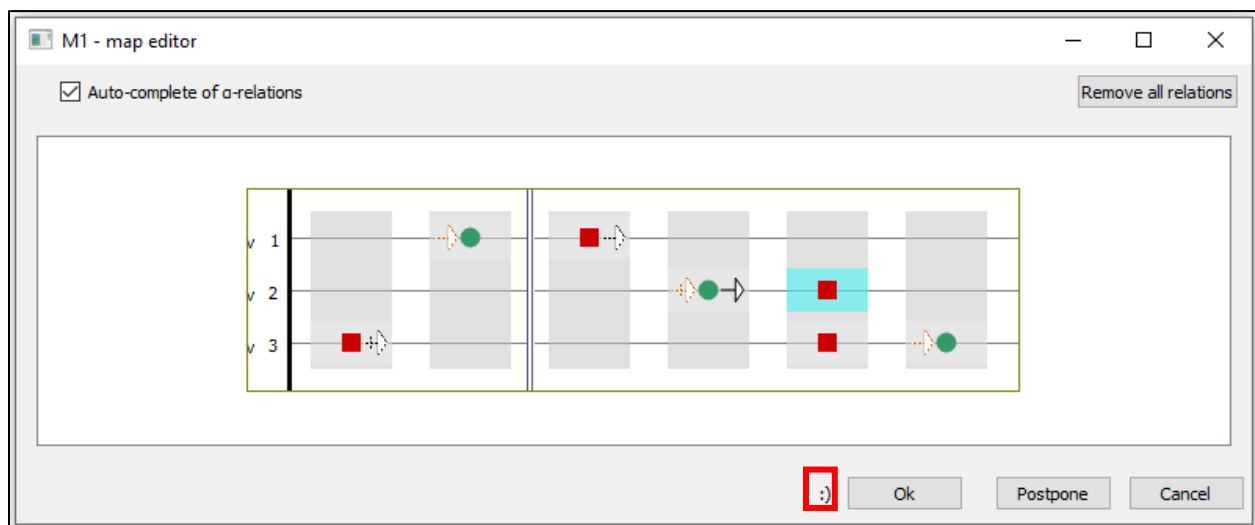 M1 - map editor
Auto-complete of α-relations
Remove all relations
v 1
v 2
v 3
:)
Ok
Postpone
Cancel